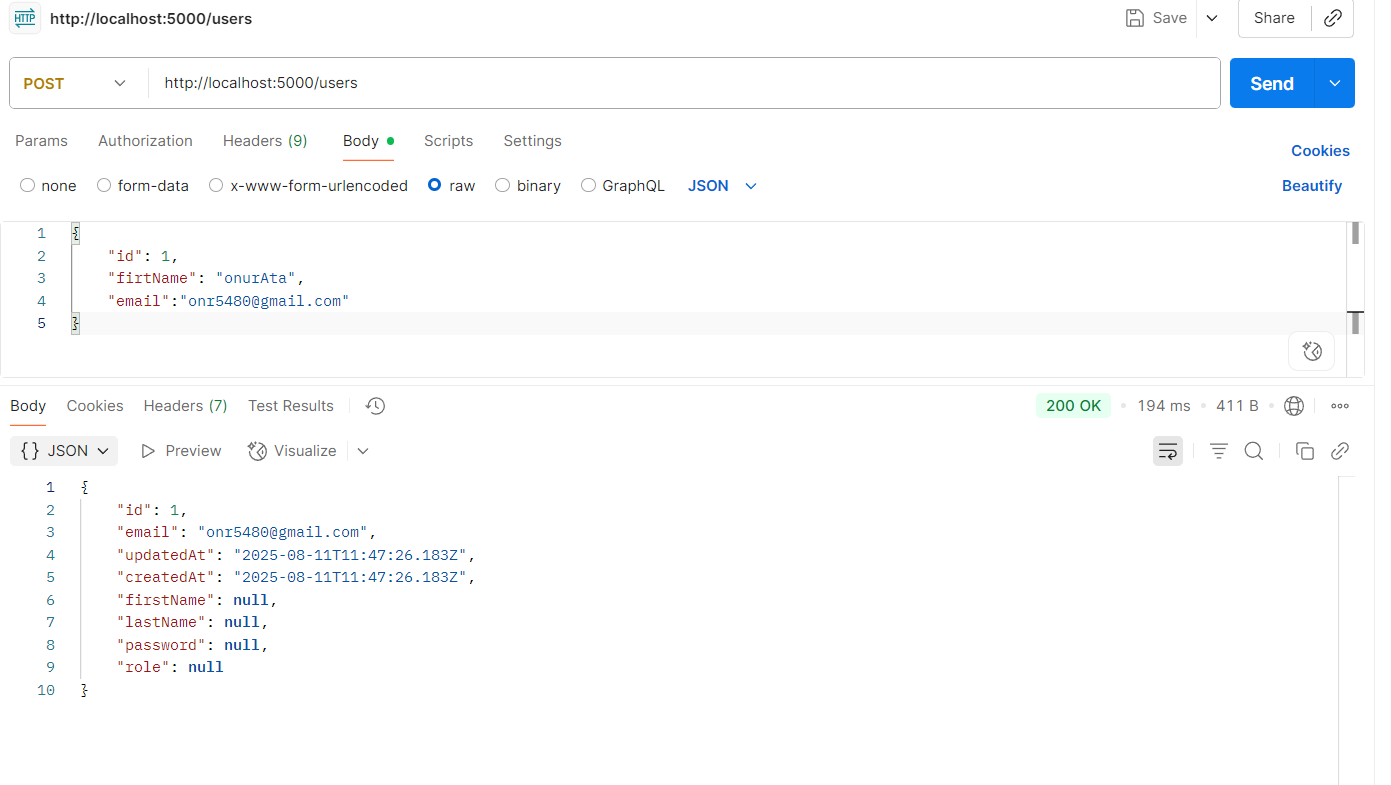 HTTP http://localhost:5000/users Save Share
POST http://localhost:5000/users Send
Params Authorization Headers (9) Body Scripts Settings Cookies
none form-data x-www-form-urlencoded raw binary GraphQL JSON Beautify
1 {
2 "id": 1,
3 "firtName": "onurAta",
4 "email":"onr5480@gmail.com"
5 }
Body Cookies Headers (7) Test Results 200 OK • 194 ms • 411 B •
{} JSON Preview Visualize
1 {
2 "id": 1,
3 "email": "onr5480@gmail.com",
4 "updatedAt": "2025-08-11T11:47:26.183Z",
5 "createdAt": "2025-08-11T11:47:26.183Z",
6 "firstName": null,
7 "lastName": null,
8 "password": null,
9 "role": null
10 }